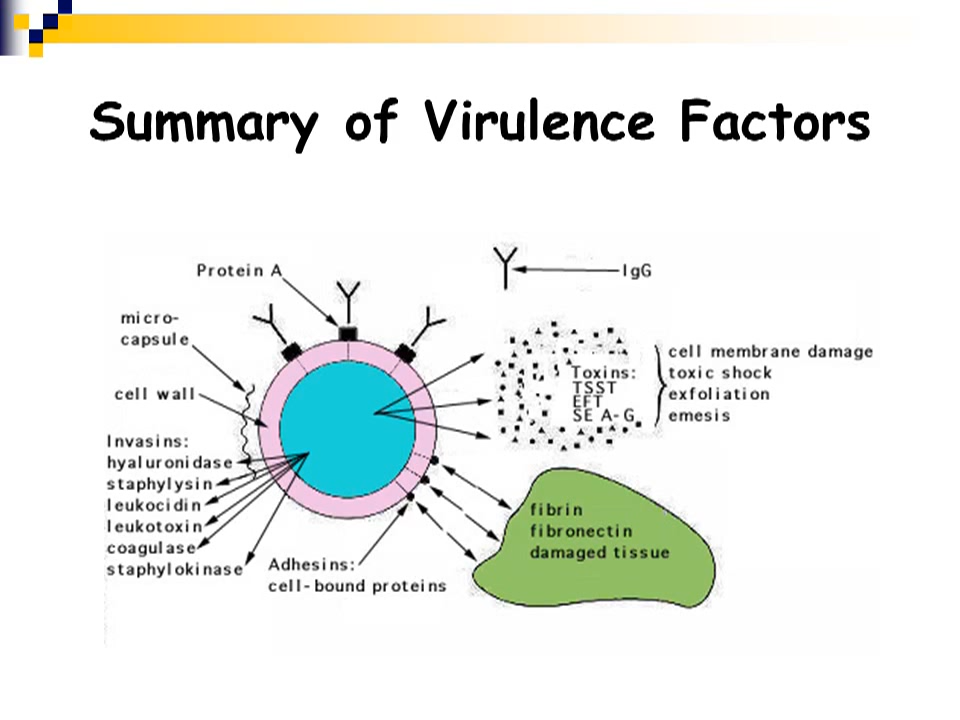 Summary of Virulence Factors
Protein A
IgG
micro-
capsule
cell wall
Toxins:
TSST
EFT
SE A-G
cell membrane damage
toxic shock
exfoliation
emesis
Invasins:
hyaluronidase
staphylysin
leukocidin
leukotoxin
coagulase
staphylokinase
Adhesins:
cell-bound proteins
fibrin
fibronectin
damaged tissue